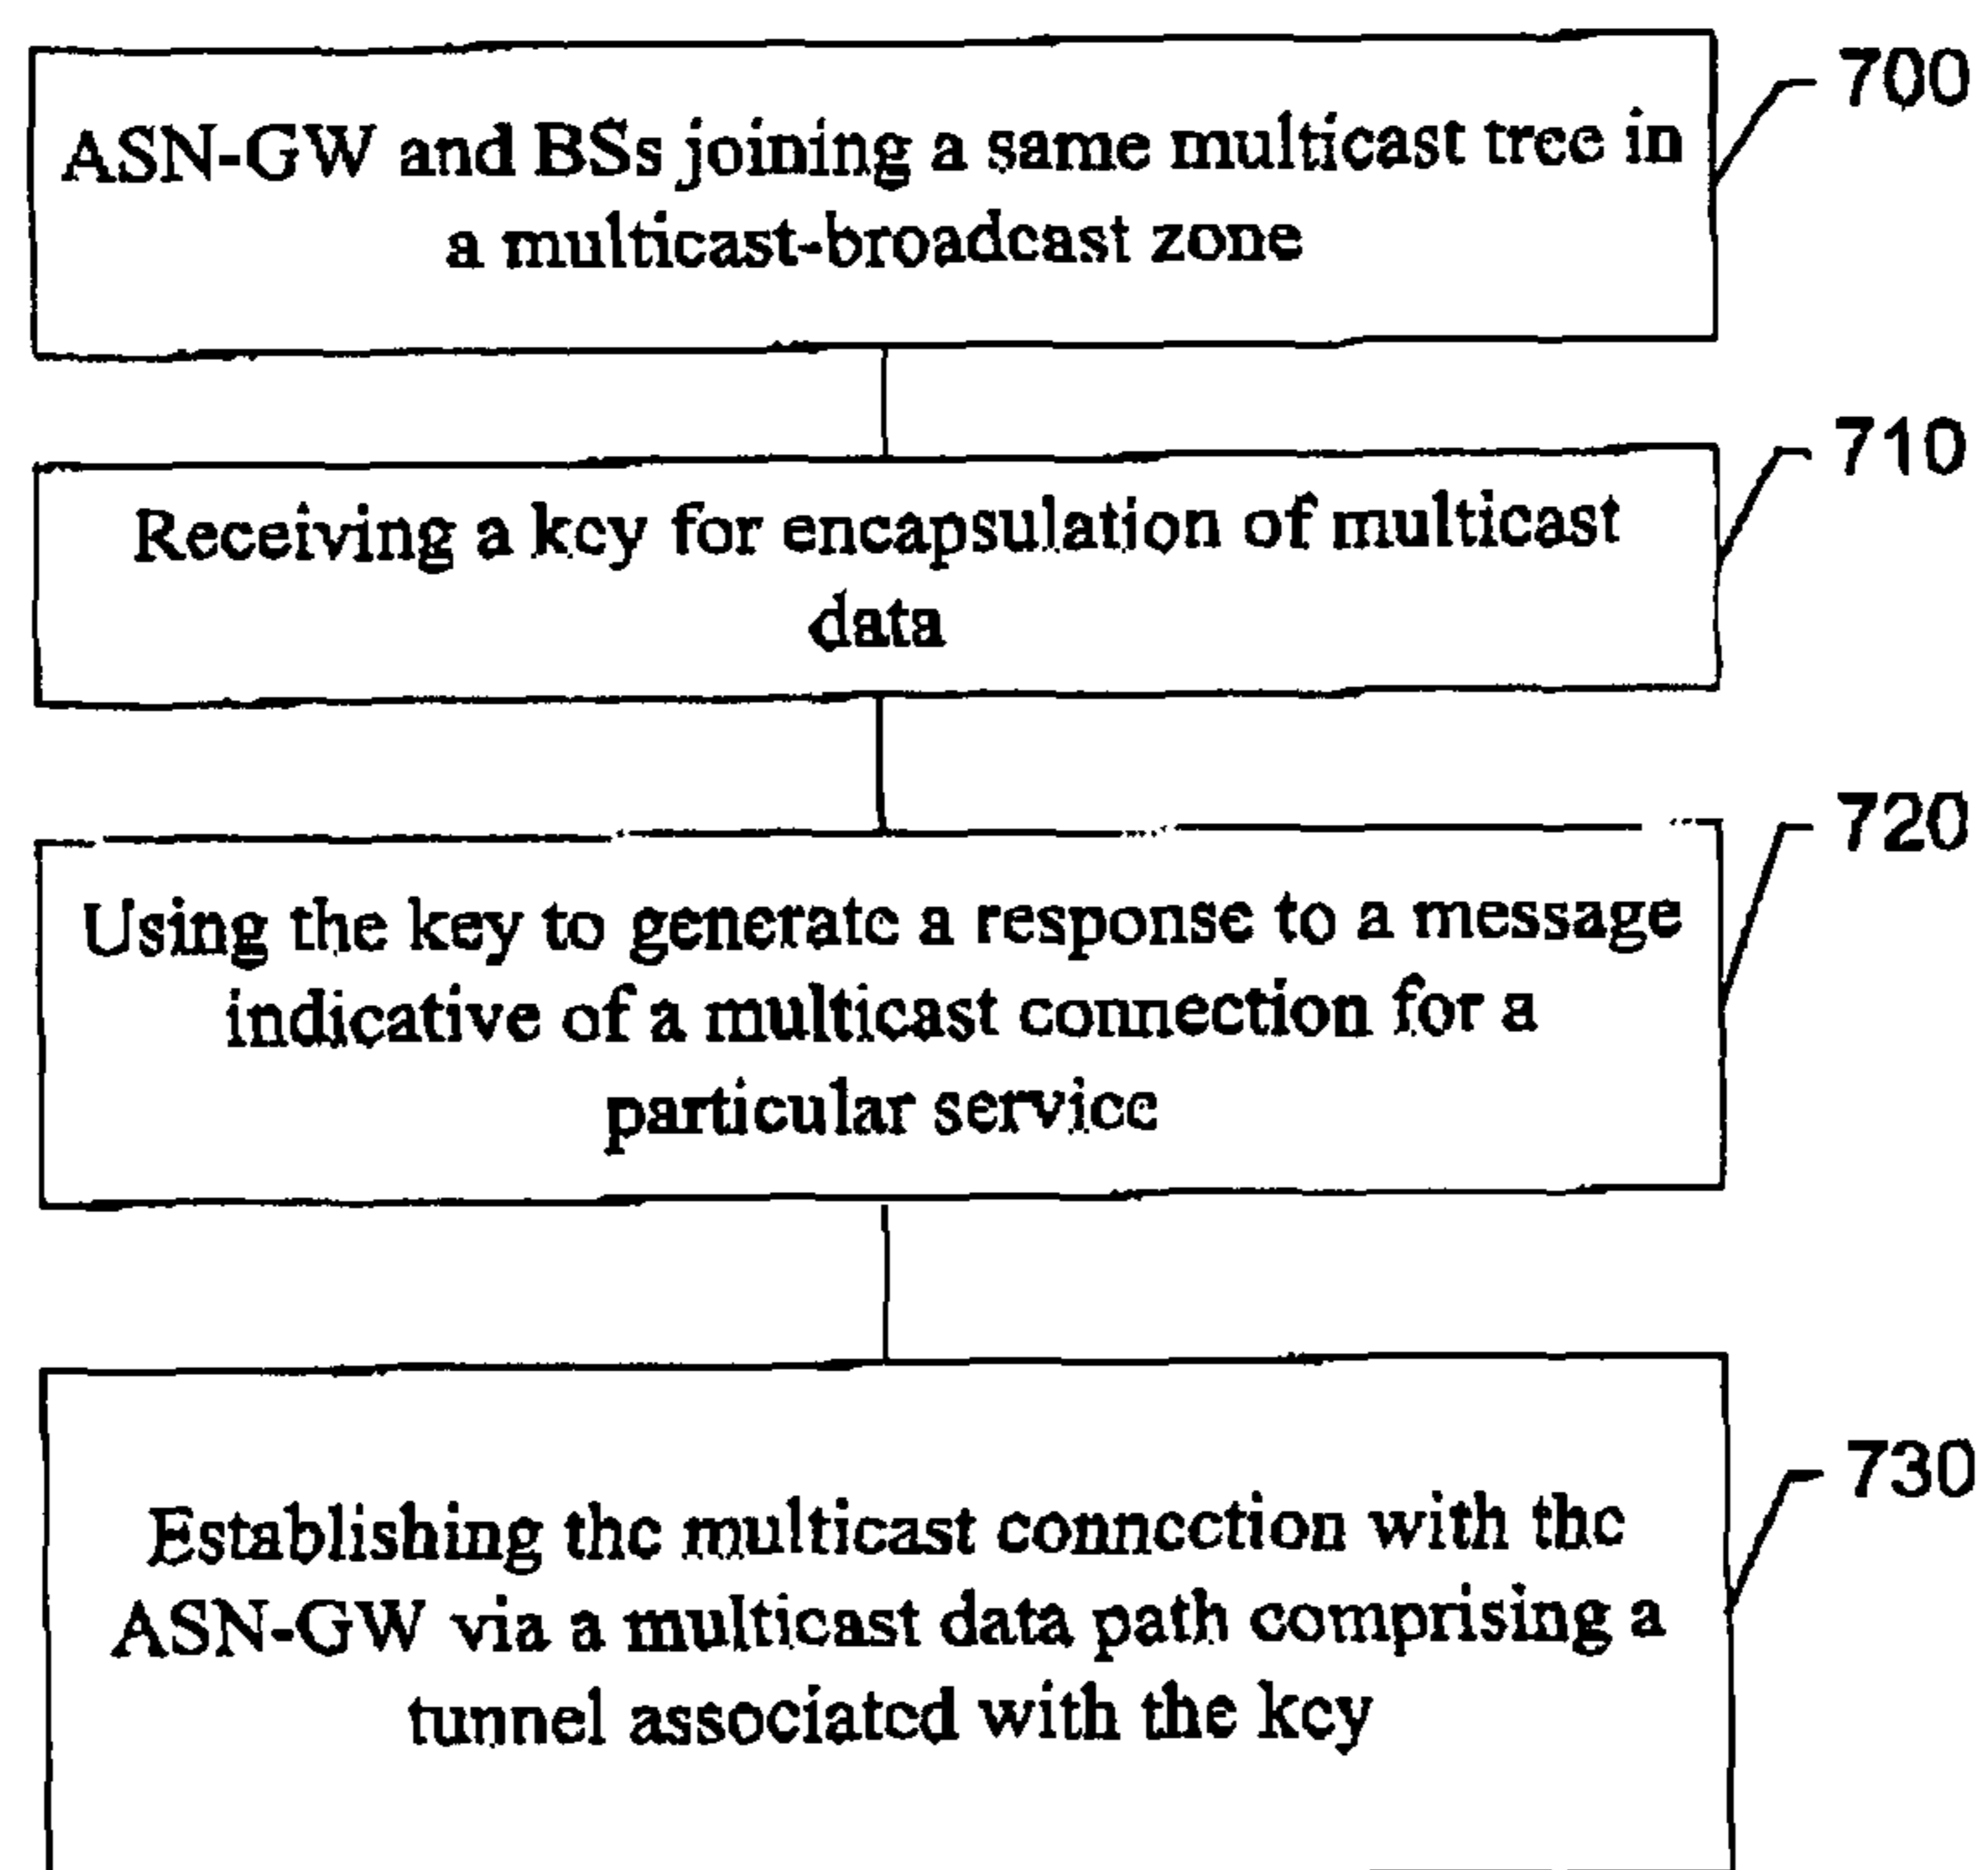 700
ASN-GW and BSs joining a same multicast tree in
a multicast-broadcast zone
710
Receiving a key for encapsulation of multicast
data
720
Using the key to generate a response to a message
indicative of a multicast connection for a
particular service
730
Establishing the multicast connection with the
ASN-GW via a multicast data path comprising a
tunnel associated with the key